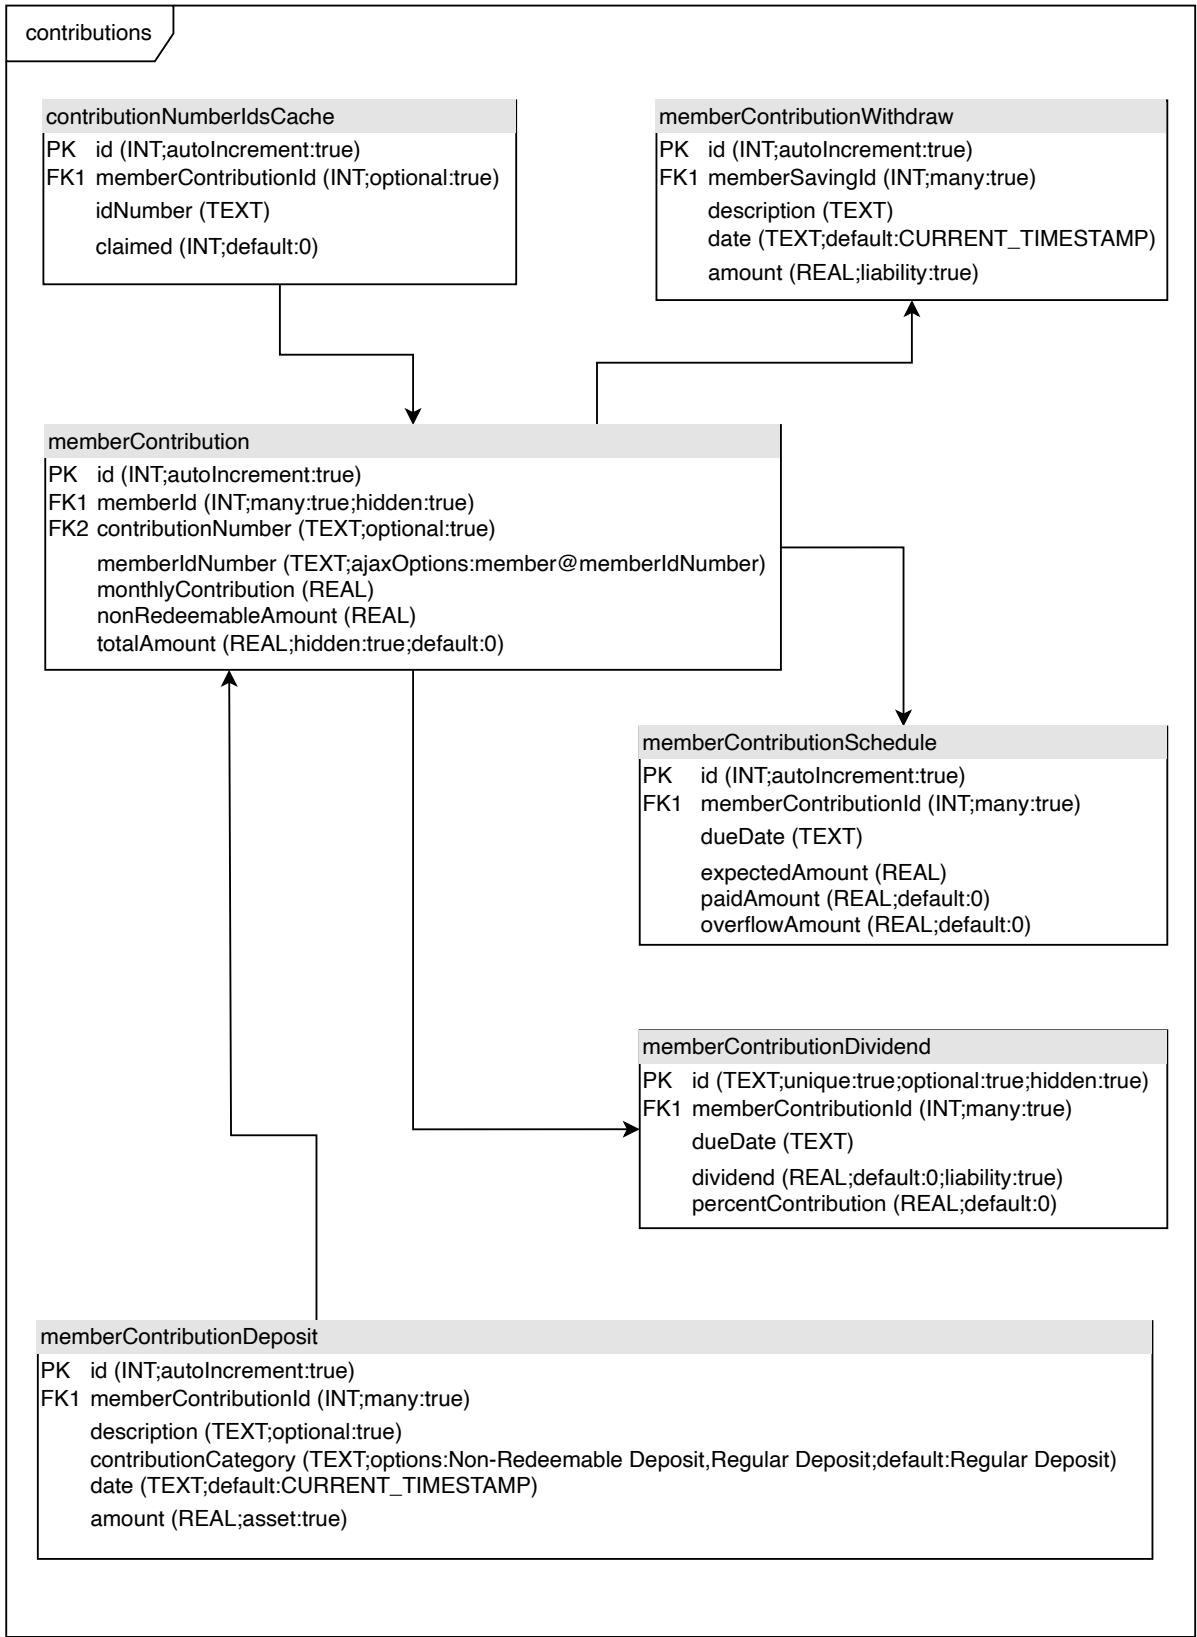 contributions
contributionNumberIdsCache
PK id (INT;autoIncrement:true)
FK1 memberContributionId (INT;optional:true)
idNumber (TEXT)
claimed (INT;default:0)
memberContributionWithdraw
PK id (INT;autoIncrement:true)
FK1 memberSavingId (INT;many:true)
description (TEXT)
date (TEXT;default:CURRENT_TIMESTAMP)
amount (REAL;liability:true)
memberContribution
PK id (INT;autoIncrement:true)
FK1 memberId (INT;many:true;hidden:true)
FK2 contributionNumber (TEXT;optional:true)
memberIdNumber (TEXT;ajaxOptions:member@memberIdNumber)
monthlyContribution (REAL)
nonRedeemableAmount (REAL)
totalAmount (REAL;hidden:true;default:0)
memberContributionSchedule
PK id (INT;autoIncrement:true)
FK1 memberContributionId (INT;many:true)
dueDate (TEXT)
expectedAmount (REAL)
paidAmount (REAL;default:0)
overflowAmount (REAL;default:0)
memberContributionDividend
PK id (TEXT;unique:true;optional:true;hidden:true)
FK1 memberContributionId (INT;many:true)
dueDate (TEXT)
dividend (REAL;default:0;liability:true)
percentContribution (REAL;default:0)
memberContributionDeposit
PK id (INT;autoIncrement:true)
FK1 memberContributionId (INT;many:true)
description (TEXT;optional:true)
contributionCategory (TEXT;options:Non-Redeemable Deposit,Regular Deposit;default:Regular Deposit)
date (TEXT;default:CURRENT_TIMESTAMP)
amount (REAL;asset:true)